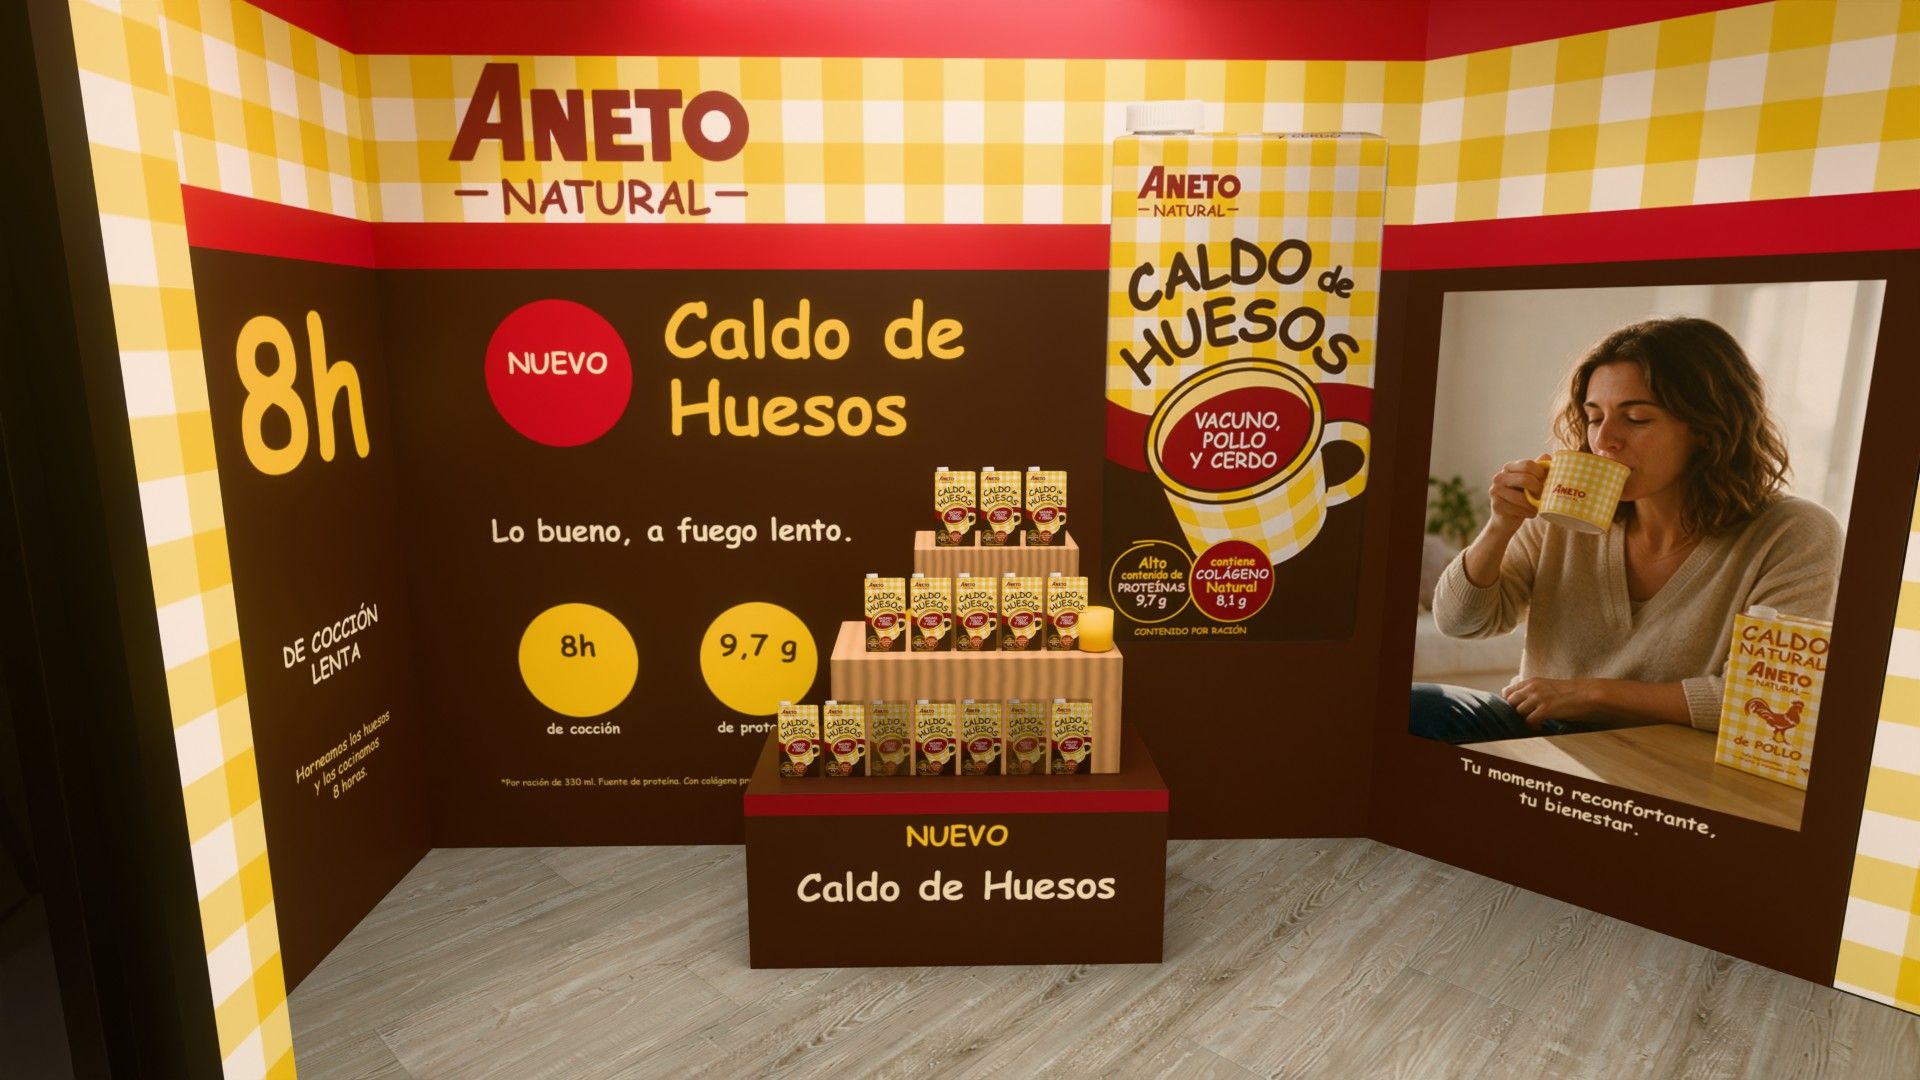 ANETO
NATURAL
8h
DE COCCIÓN
LENTA
Horneamos los huesos
y los cocinamos
8 horas.
NUEVO
Caldo de
Huesos
Lo bueno, a fuego lento.
8h
de cocción
9,7 g
de prot
*Por ración de 330 ml. Fuente de proteína. Con colágeno
ANETO
NATURAL
CALDO de
HUESOS
VACUNO,
POLLO
Y CERDO
Alto
contenido de
PROTEÍNAS
9,7 g
contiene
COLÁGENO
Natural
8,1 g
CONTENIDO POR RACIÓN
NUEVO
Caldo de Huesos
ANETO
CALDO
NATURAL
ANETO
NATURAL
de POLLO
Tu momento reconfortante,
tu bienestar.